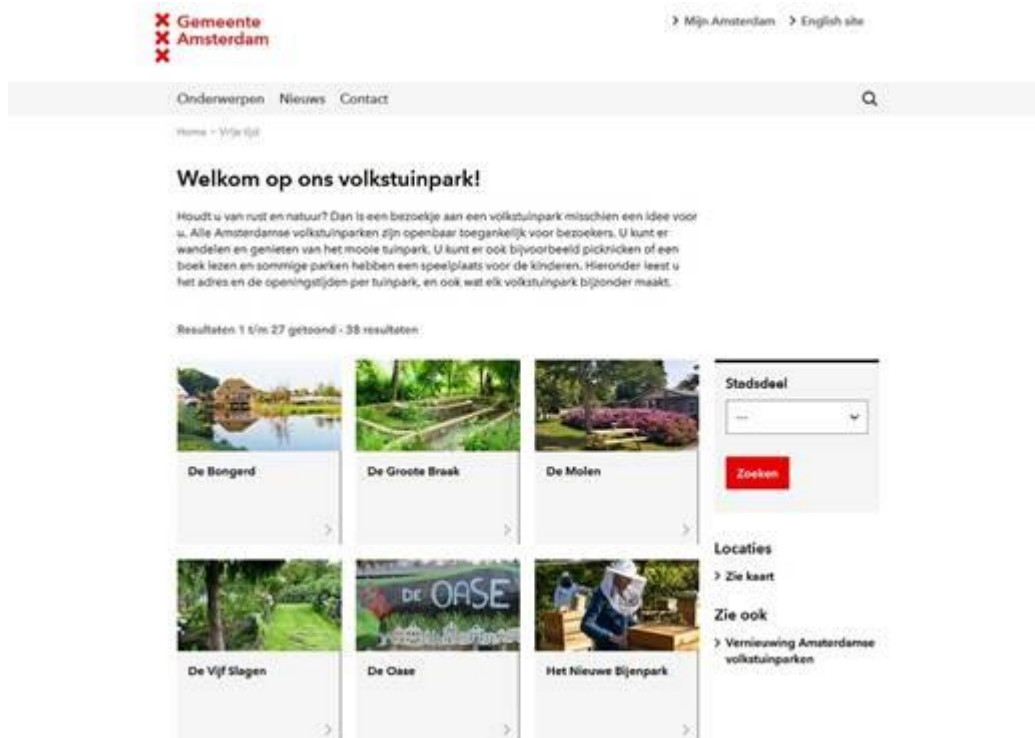 Gemeente
Amsterdam
> Mijn Amsterdam > English site
Onderwerpen Nieuws Contact
Home > Vrije tijd
Welkom op ons volkstuinpark!
Houdt u van rust en natuur? Dan is een bezoekje aan een volkstuinpark misschien een idee voor
u. Alle Amsterdamse volkstuinparken zijn openbaar toegankelijk voor bezoekers. U kunt er
wandelen en genieten van het mooie tuinpark. U kunt er ook bijvoorbeeld picknicken of een
boek lezen en sommige parken hebben een speelplaats voor de kinderen. Hieronder leest u
het adres en de openingstijden per tuinpark, en ook wat elk volkstuinpark bijzonder maakt.
Resultaten 1 t/m 27 getoond - 38 resultaten
De Bongerd
De Groote Braak
De Molen
DE OASE
De Vijf Slagen
De Oase
Het Nieuwe Bijenpark
Stadsdeel
---
Zoeken
Locaties
> Zie kaart
Zie ook
> Vernieuwing Amsterdamse
volkstuinparken